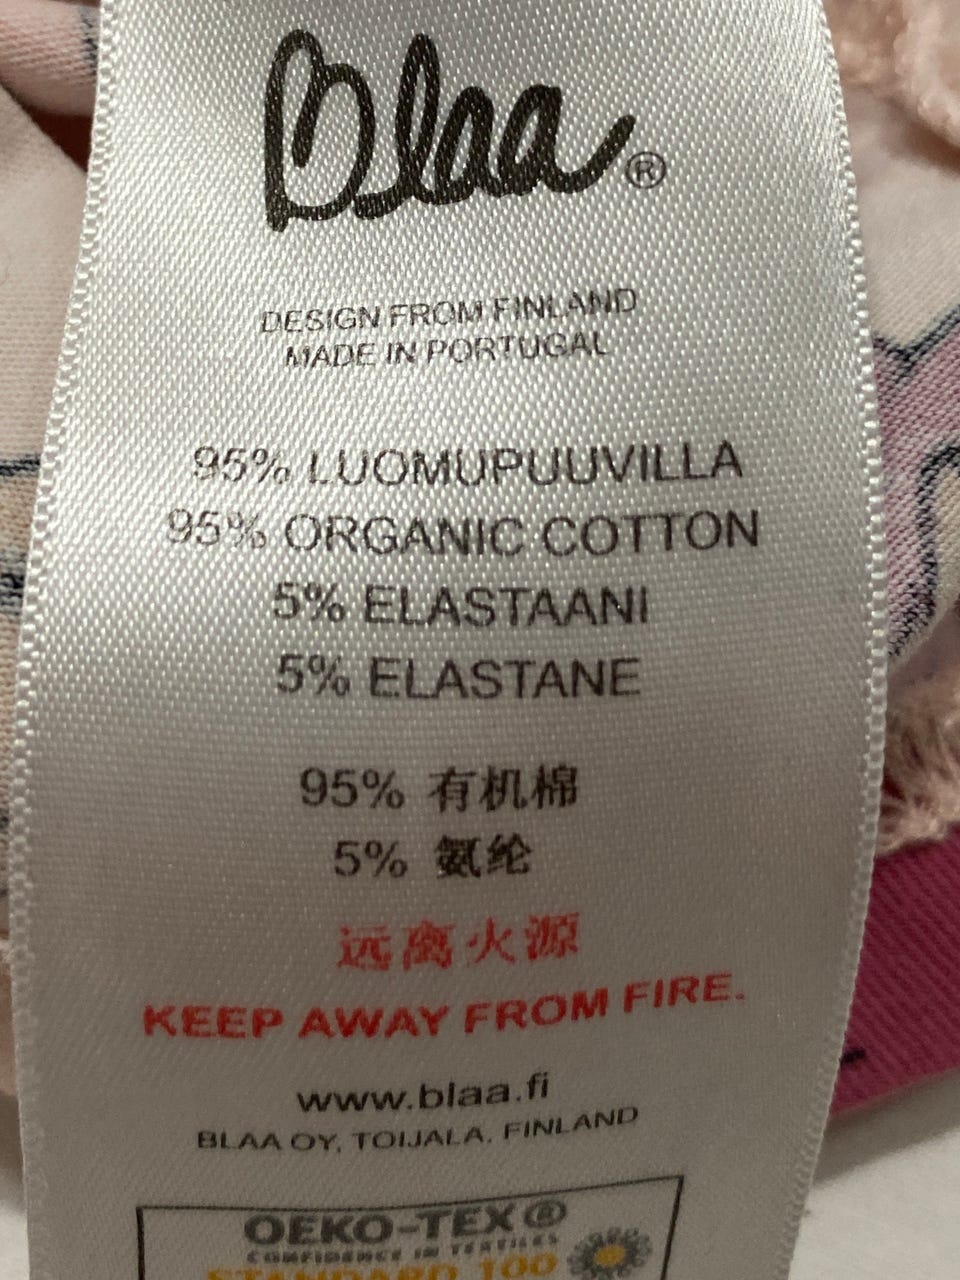 Blaa®
DESIGN FROM FINLAND
MADE IN PORTUGAL
95% LUOMUPUUVILLA
95% ORGANIC COTTON
5% ELASTAANI
5% ELASTANE
95% 有机棉
5% 氨纶
远离火源
KEEP AWAY FROM FIRE.
www.blaa.fi
BLAA OY, TOIJALA, FINLAND
OEKO-TEX®
CONFIDENCE IN TEXTILES
STANDARD 100